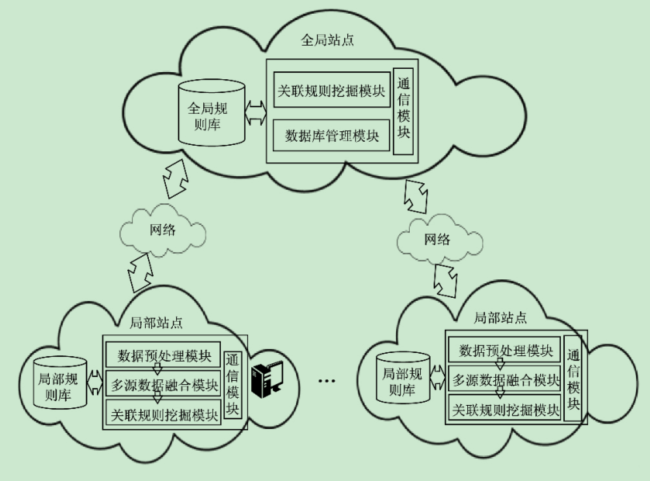 全局站点
全局规
则库
关联规则挖掘模块
数据库管理模块
通信模块
网络
网络
局部站点
局部规
则库
数据预处理模块
多源数据融合模块
关联规则挖掘模块
通信模块
...
局部站点
局部规
则库
数据预处理模块
多源数据融合模块
关联规则挖掘模块
通信模块